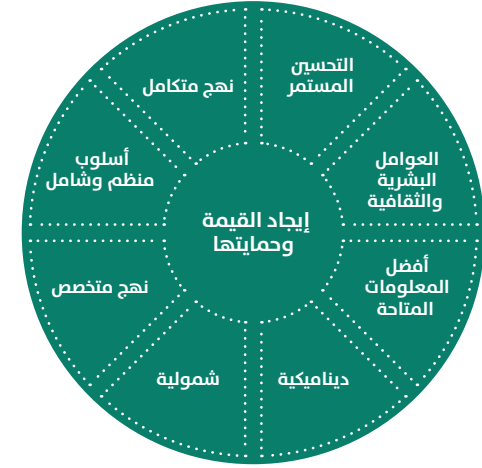 التحسين
المستمر
نهج متكامل
العوامل
البشرية
والثقافية
أسلوب
منظم وشامل
إيجاد القيمة
وحمايتها
أفضل
المعلومات
المتاحة
نهج متخصص
ديناميكية
شمولية